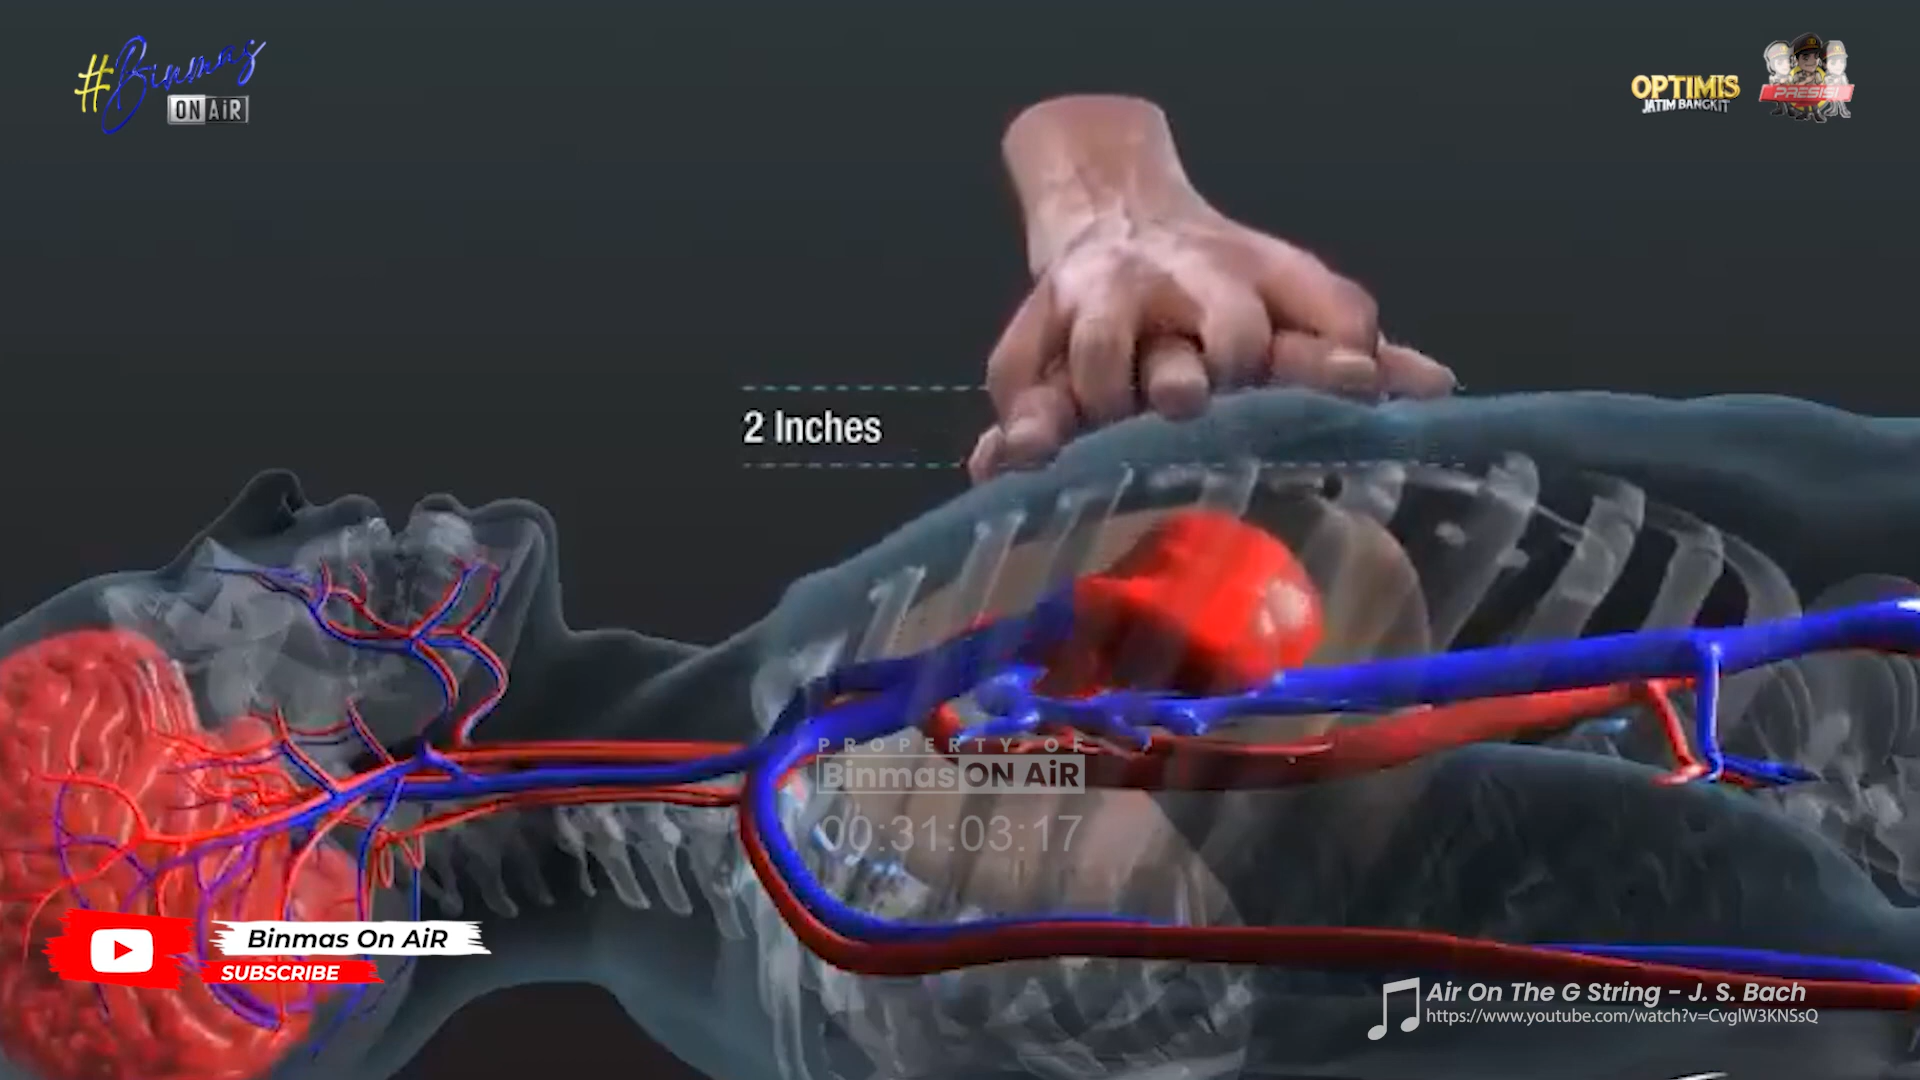 #Binmas
ON AiR
OPTIMIS
JATIM BANGKIT
PRESISI
2 Inches
PROPERTY OF
Binmas ON AiR
00:31:03:17
Binmas On AiR
SUBSCRIBE
Air On The G String - J. S. Bach
https://www.youtube.com/watch?v=CvglW3KNSsQ